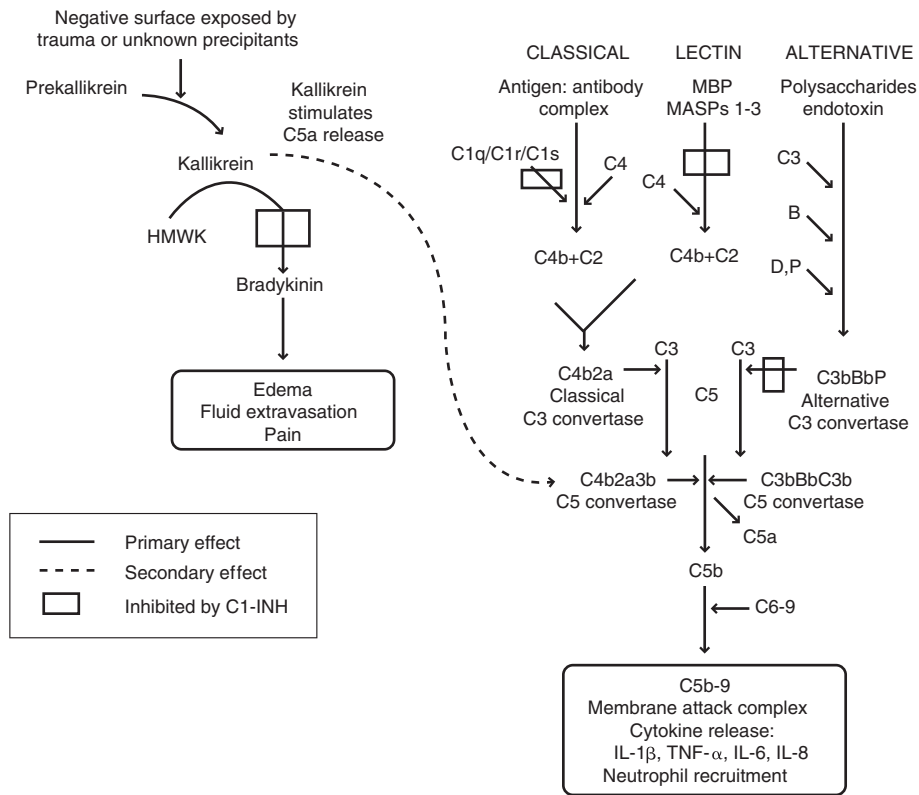 Negative surface exposed by
trauma or unknown precipitants
Prekallikrein
Kallikrein
stimulates
C5a release
Kallikrein
HMWK
Bradykinin
Edema
Fluid extravasation
Pain
Primary effect
Secondary effect
Inhibited by C1-INH
CLASSICAL
LECTIN
ALTERNATIVE
Antigen: antibody
complex
MBP
MASPs 1-3
Polysaccharides
endotoxin
C1q/C1r/C1s
C4
C4
C3
B
D,P
C4b+C2
C4b+C2
C3
C3
C4b2a
Classical
C3 convertase
C5
C3bBbP
Alternative
C3 convertase
C4b2a3b
C5 convertase
C3bBbC3b
C5 convertase
C5a
C5b
C6-9
C5b-9
Membrane attack complex
Cytokine release:
IL-1β, TNF-α, IL-6, IL-8
Neutrophil recruitment